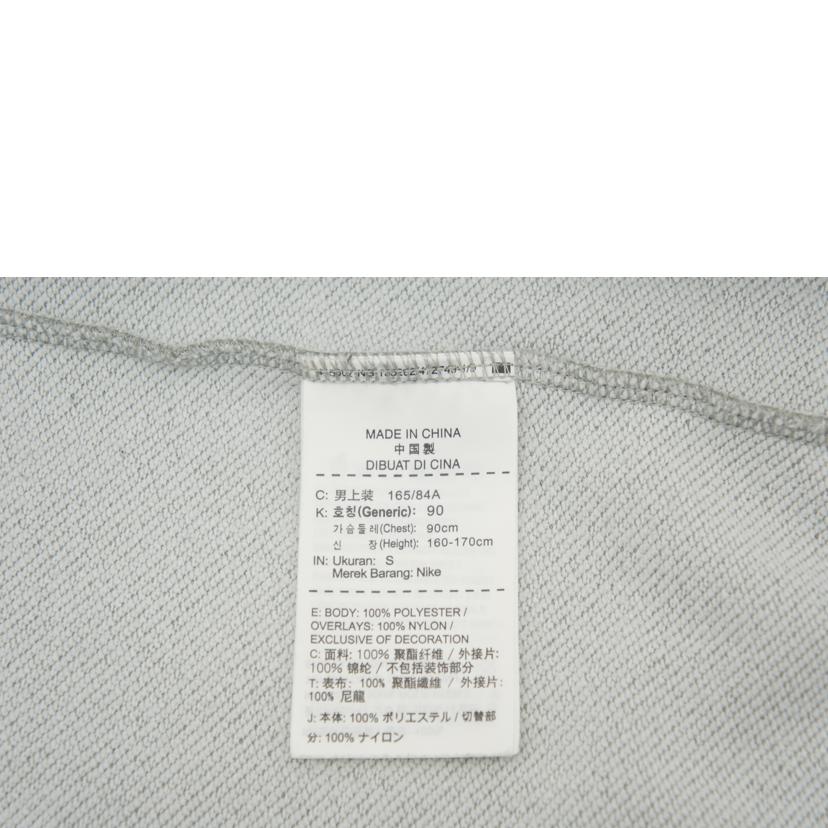 MADE IN CHINA
中国製
DIBUAT DI CINA
C: 男上装 165/84A
K: 호칭(Generic): 90
가슴둘레(Chest): 90cm
신 장(Height): 160-170cm
IN: Ukuran: S
Merek Barang: Nike
E: BODY: 100% POLYESTER /
OVERLAYS: 100% NYLON /
EXCLUSIVE OF DECORATION
C: 面料: 100% 聚酯纤维 / 外接片:
100% 锦纶 / 不包括装饰部分
T: 表布: 100% 聚酯纖維 / 外接片:
100% 尼龍
J: 本体: 100% ポリエステル / 切替部
分: 100% ナイロン